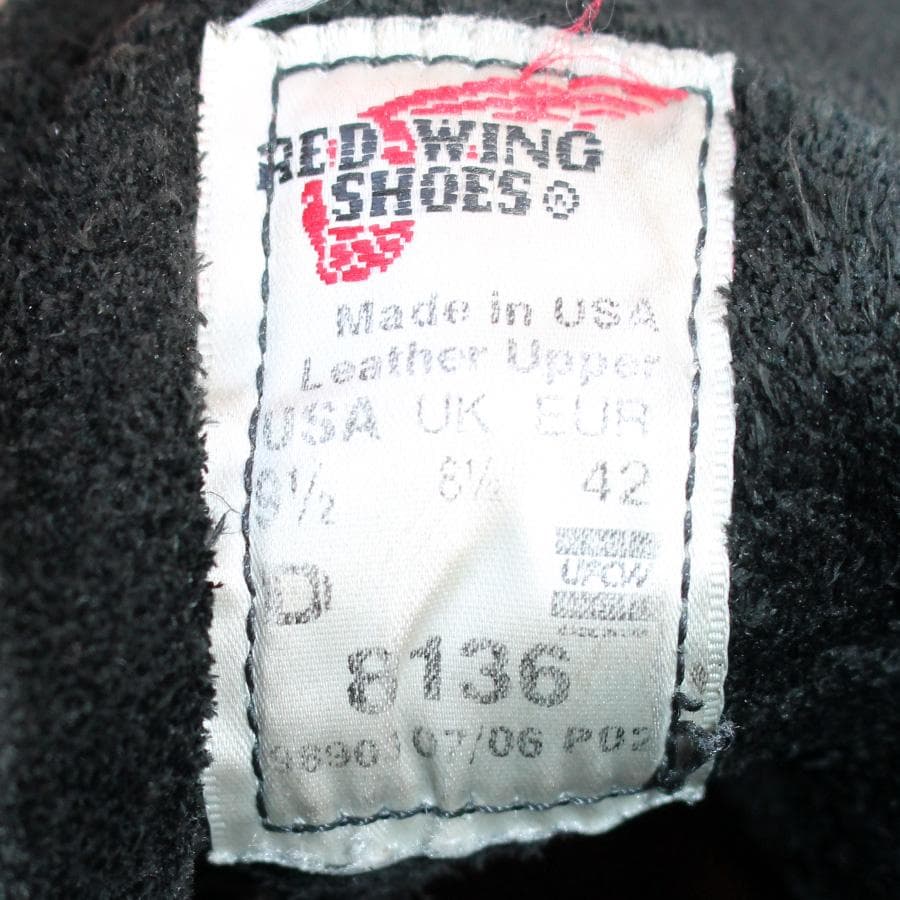 RED WING
SHOES®
Made in USA
Leather Upper
USA UK EUR
8½ 8½ 42
UFCW
D
8136
07/06 P02